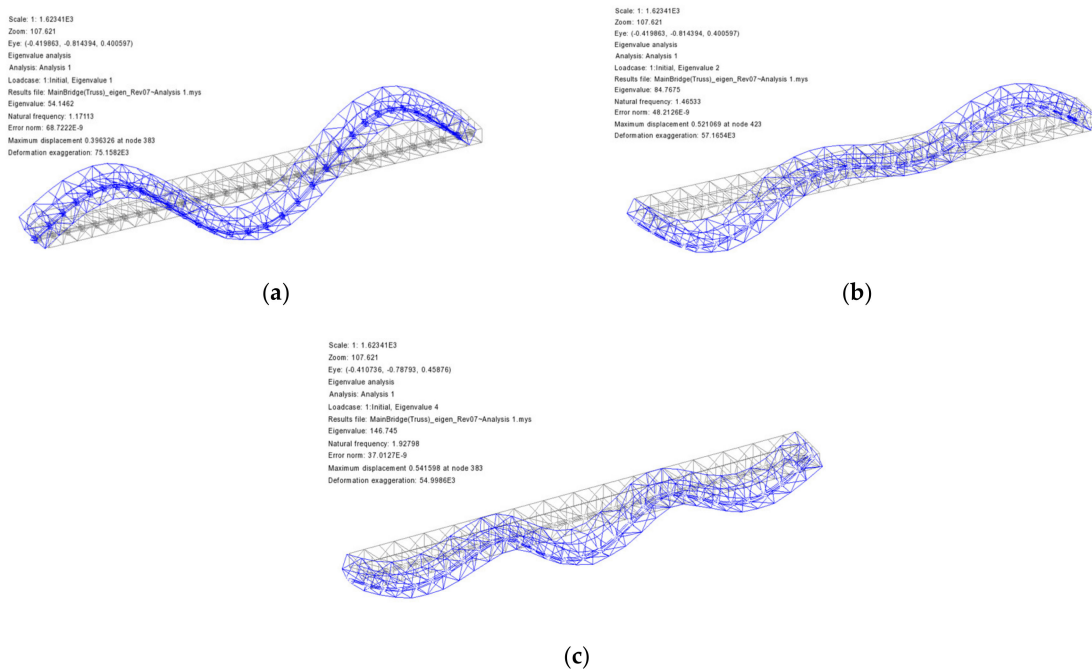 Scale: 1: 1.62341E3
Zoom: 107.621
Eye: (-0.419863, -0.814394, 0.400597)
Eigenvalue analysis
Analysis: Analysis 1
Loadcase: 1:Initial, Eigenvalue 1
Results file: MainBridge(Truss)_eigen_Rev07~Analysis 1.mys
Eigenvalue: 54.1462
Natural frequency: 1.17113
Error norm: 68.7222E-9
Maximum displacement 0.396326 at node 383
Deformation exaggeration: 75.1582E3
(a)
Scale: 1: 1.62341E3
Zoom: 107.621
Eye: (-0.419863, -0.814394, 0.400597)
Eigenvalue analysis
Analysis: Analysis 1
Loadcase: 1:Initial, Eigenvalue 2
Results file: MainBridge(Truss)_eigen_Rev07~Analysis 1.mys
Eigenvalue: 84.7675
Natural frequency: 1.46533
Error norm: 48.2126E-9
Maximum displacement 0.521069 at node 423
Deformation exaggeration: 57.1654E3
(b)
Scale: 1: 1.62341E3
Zoom: 107.621
Eye: (-0.410736, -0.78793, 0.45876)
Eigenvalue analysis
Analysis: Analysis 1
Loadcase: 1:Initial, Eigenvalue 4
Results file: MainBridge(Truss)_eigen_Rev07~Analysis 1.mys
Eigenvalue: 146.745
Natural frequency: 1.92798
Error norm: 37.0127E-9
Maximum displacement 0.541598 at node 383
Deformation exaggeration: 54.9986E3
(c)